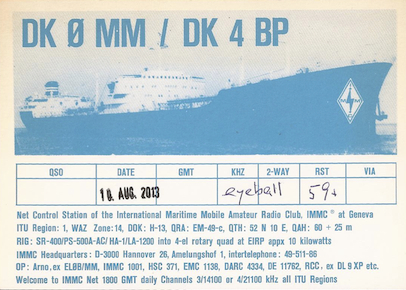 DK Ø MM / DK 4 BP
QSO DATE GMT KHZ 2-WAY RST VIA
10. AUG. 2013 eyeball 59+
Net Control Station of the International Maritime Mobile Amateur Radio Club, IMMC ® at Geneva
ITU Region: 1, WAZ Zone:14, DOK: H-13, QRA: EM-49-c, QTH: 52 N 10 E, QAH: 60 + 25 m
RIG: SR-400/PS-500A-AC/HA-1/LA-1200 into 4-el rotary quad at EIRP appx 10 kilowatts
IMMC Headquarters: D-3000 Hannover 26, Amelungshof 1, intertelephone: 49-511-86
OP: Arno, ex EL0B/MM, IMMC 1001, HSC 371, EMC 1138, DARC 4334, DE 11762, RCC, ex DL 9 XP etc.
Welcome to IMMC Net 1800 GMT daily Channels 3/14100 or 4/21100 kHz all ITU Regions